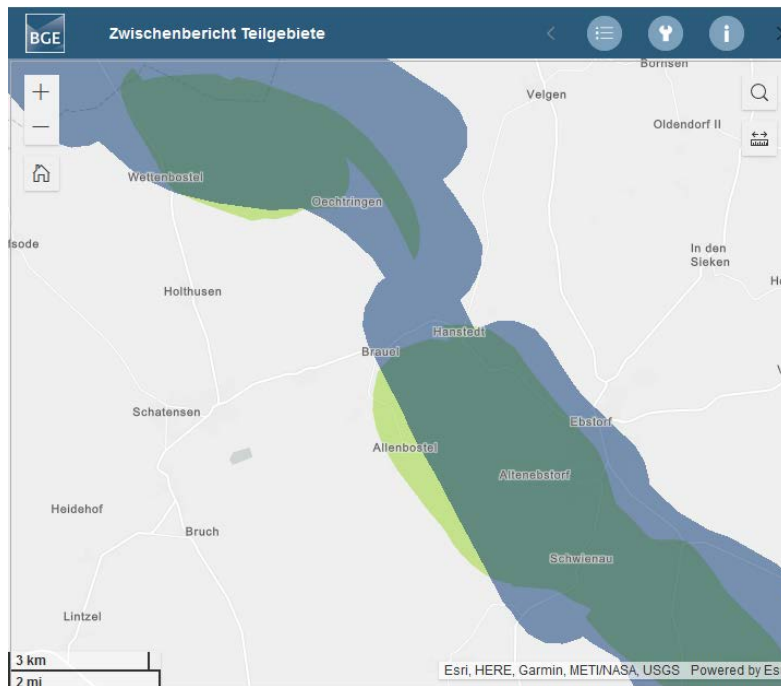 BGE
Zwischenbericht Teilgebiete
Bornsen
Velgen
Oldendorf II
Wettenbostel
Oechtringen
In den
Sieken
Holthusen
Hanstedt
Brauel
Schatensen
Ebstorf
Allenbostel
Altenebstorf
Heidehof
Bruch
Schwienau
Lintzel
3 km
2 mi
Esri, HERE, Garmin, METI/NASA, USGS Powered by Es